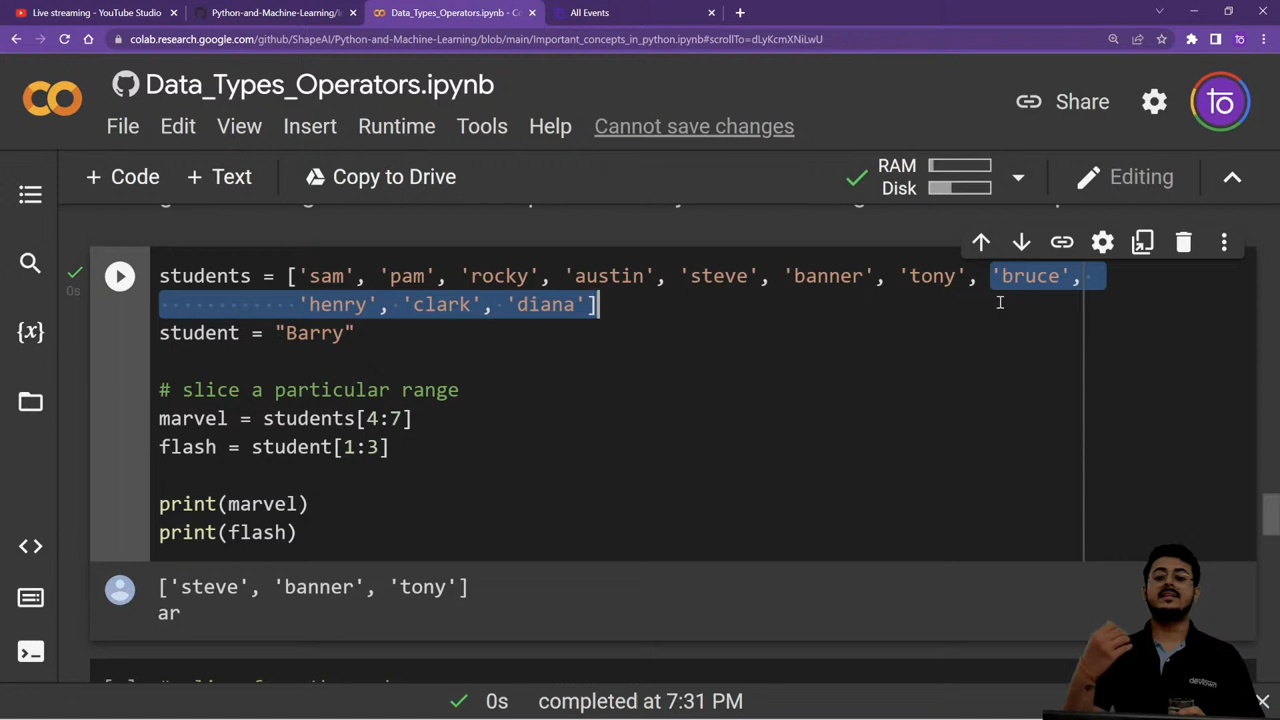 Live streaming - YouTube Studio
Python-and-Machine-Learning/I
Data_Types_Operators.ipynb - Co
All Events
colab.research.google.com/github/ShapeAI/Python-and-Machine-Learning/blob/main/Important_concepts_in_python.ipynb#scrollTo=dLyKcmXNiLwU
Data_Types_Operators.ipynb
Share
File Edit View Insert Runtime Tools Help Cannot save changes
+ Code + Text Copy to Drive
RAM
Disk
Editing
students = ['sam', 'pam', 'rocky', 'austin', 'steve', 'banner', 'tony', 'bruce',
'henry', 'clark', 'diana']
student = "Barry"
# slice a particular range
marvel = students[4:7]
flash = student[1:3]
print(marvel)
print(flash)
0s
['steve', 'banner', 'tony']
ar
0s completed at 7:31 PM
devtown